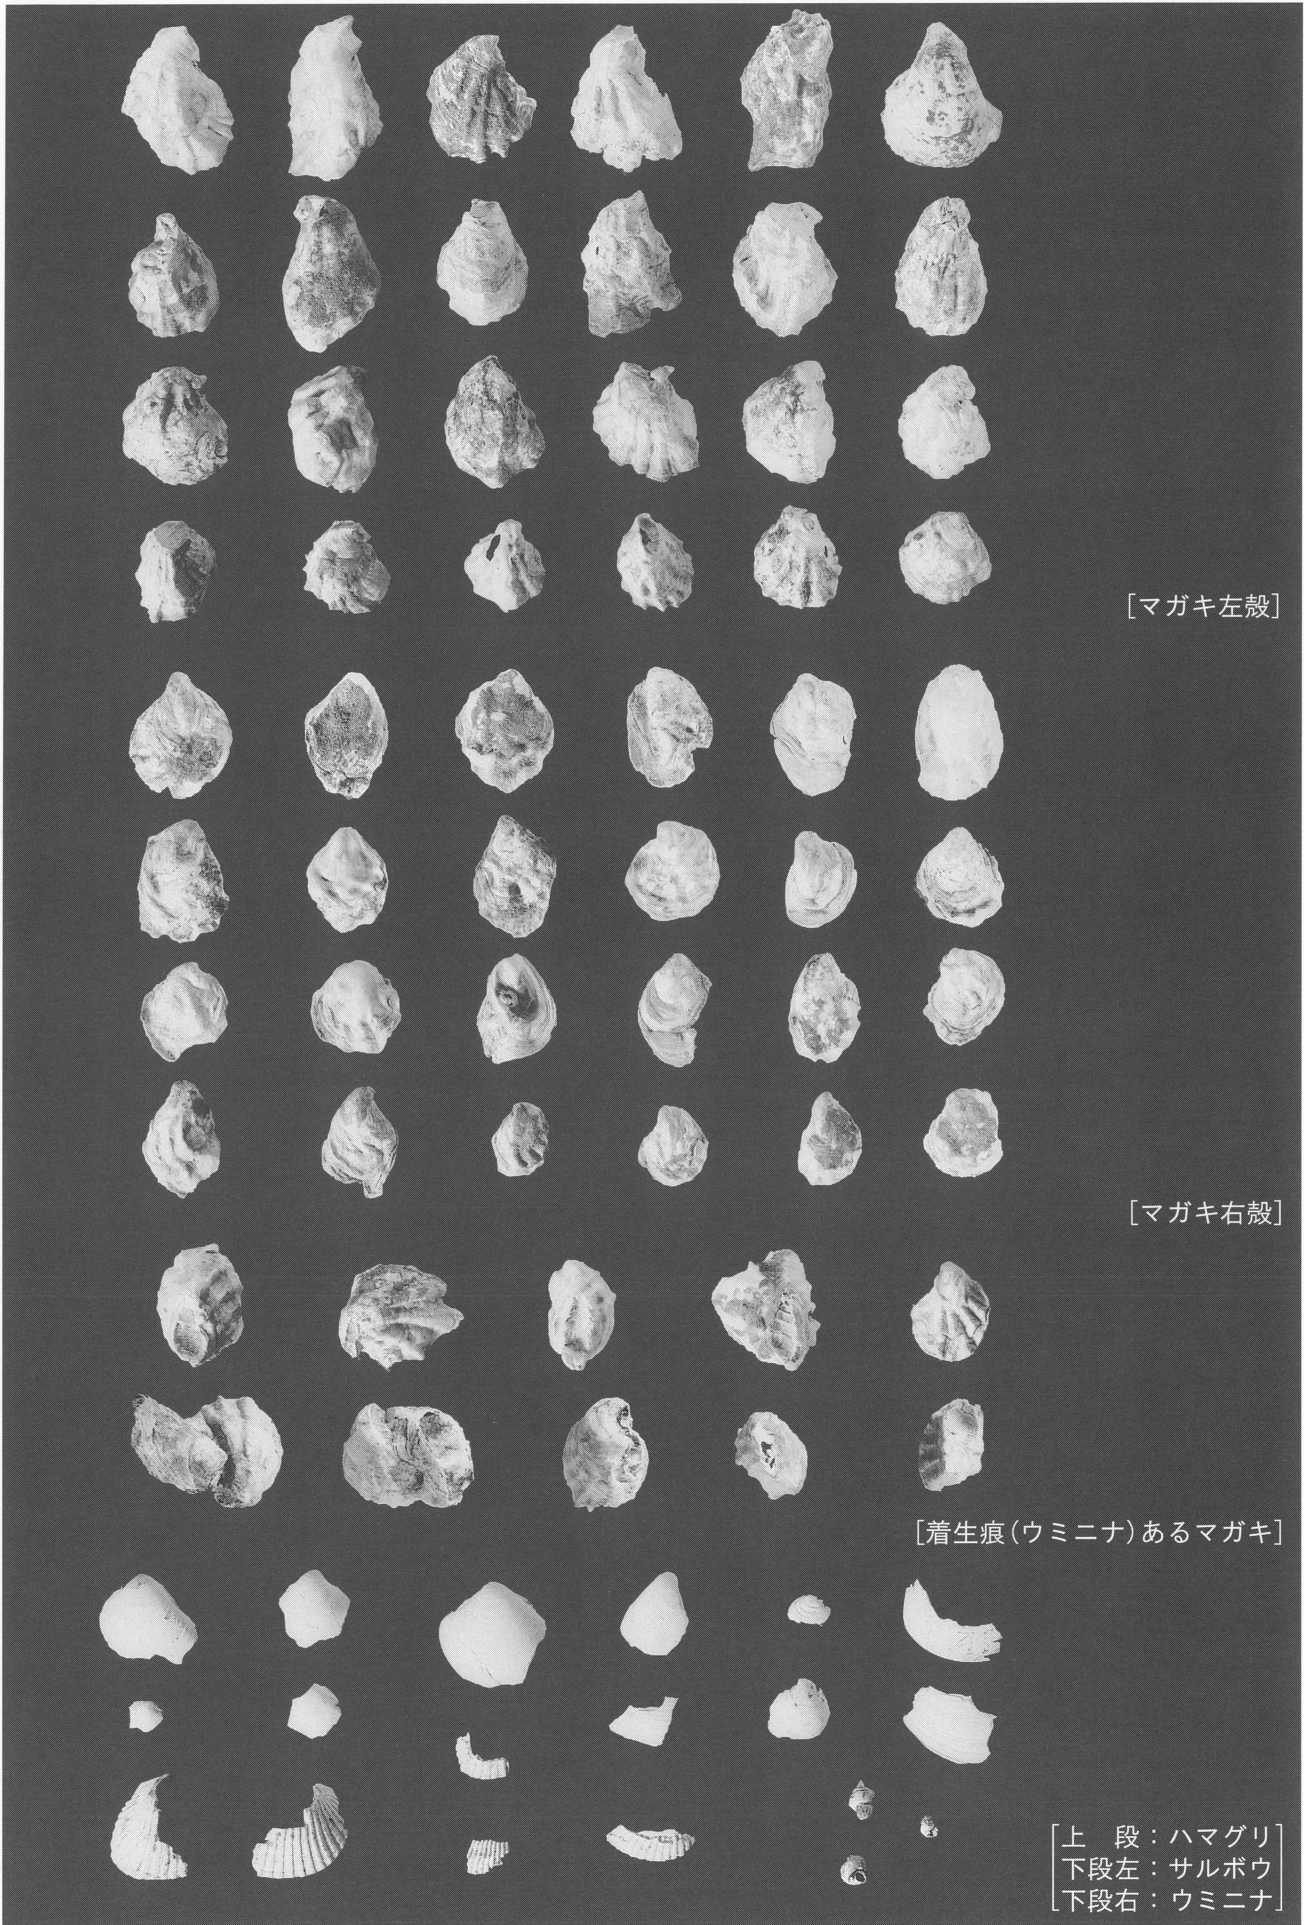 [マガキ左殻]
[マガキ右殻]
[着生痕(ウミニナ)あるマガキ]
上　段：ハマグリ
下段左：サルボウ
下段右：ウミニナ